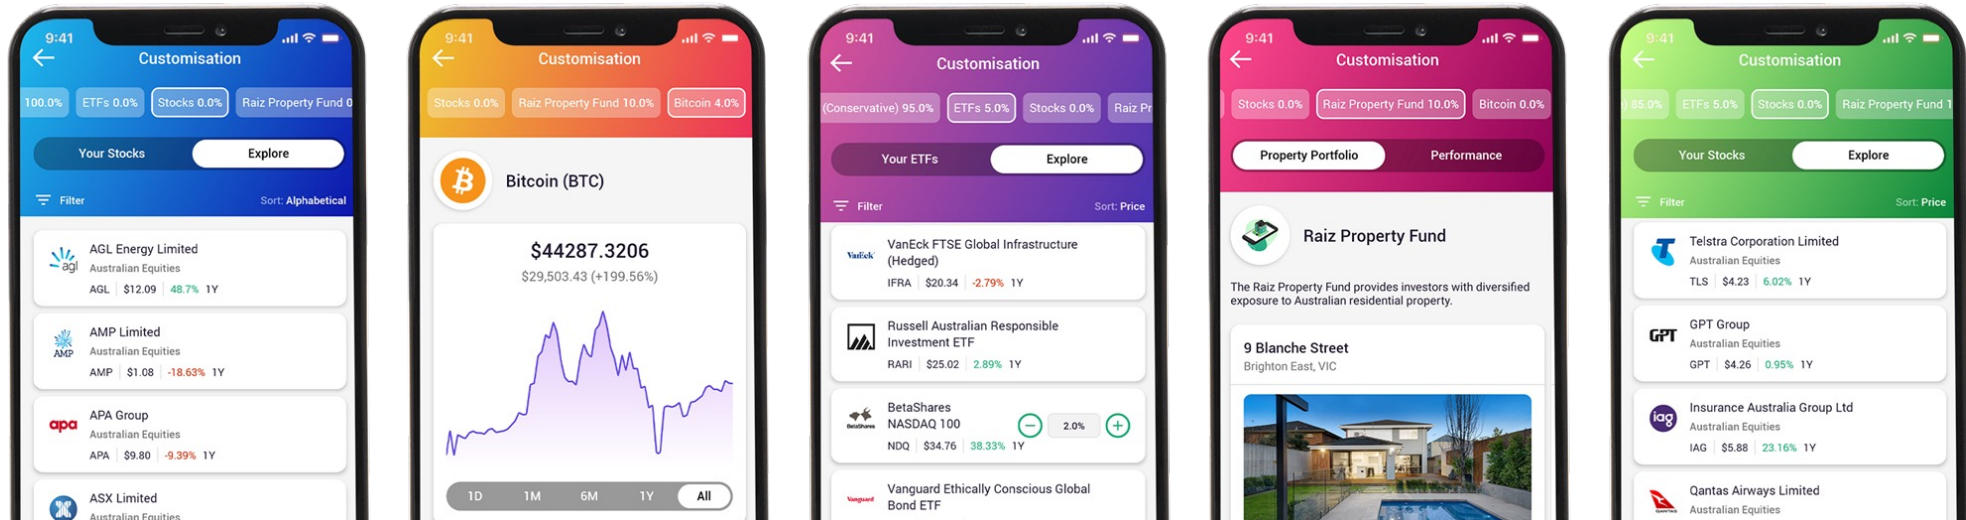 9:41
Customisation
100.0%
ETFs 0.0%
Stocks 0.0%
Raiz Property Fund 0
Your Stocks
Explore
Filter
Sort: Alphabetical
agl
AGL Energy Limited
Australian Equities
AGL $12.09 48.7% 1Y
AMP
AMP Limited
Australian Equities
AMP $1.08 -18.63% 1Y
apa
APA Group
Australian Equities
APA $9.80 -9.39% 1Y
ASX Limited
Australian Equities
9:41
Customisation
Stocks 0.0%
Raiz Property Fund 10.0%
Bitcoin 4.0%
Bitcoin (BTC)
$44287.3206
$29,503.43 (+199.56%)
1D 1M 6M 1Y All
9:41
Customisation
(Conservative) 95.0%
ETFs 5.0%
Stocks 0.0%
Raiz Pr
Your ETFs
Explore
Filter
Sort: Price
VanEck
VanEck FTSE Global Infrastructure
(Hedged)
IFRA $20.34 -2.79% 1Y
Russell Australian Responsible
Investment ETF
RARI $25.02 2.89% 1Y
BetaShares
BetaShares
NASDAQ 100
2.0%
NDQ $34.76 38.33% 1Y
Vanguard
Vanguard Ethically Conscious Global
Bond ETF
9:41
Customisation
Stocks 0.0%
Raiz Property Fund 10.0%
Bitcoin 0.0%
Property Portfolio
Performance
Raiz Property Fund
The Raiz Property Fund provides investors with diversified
exposure to Australian residential property.
9 Blanche Street
Brighton East, VIC
9:41
Customisation
) 85.0%
ETFs 5.0%
Stocks 0.0%
Raiz Property Fund 1
Your Stocks
Explore
Filter
Sort: Price
Telstra Corporation Limited
Australian Equities
TLS $4.23 6.02% 1Y
GPT
GPT Group
Australian Equities
GPT $4.26 0.95% 1Y
iag
Insurance Australia Group Ltd
Australian Equities
IAG $5.88 23.16% 1Y
QANTAS
Qantas Airways Limited
Australian Equities